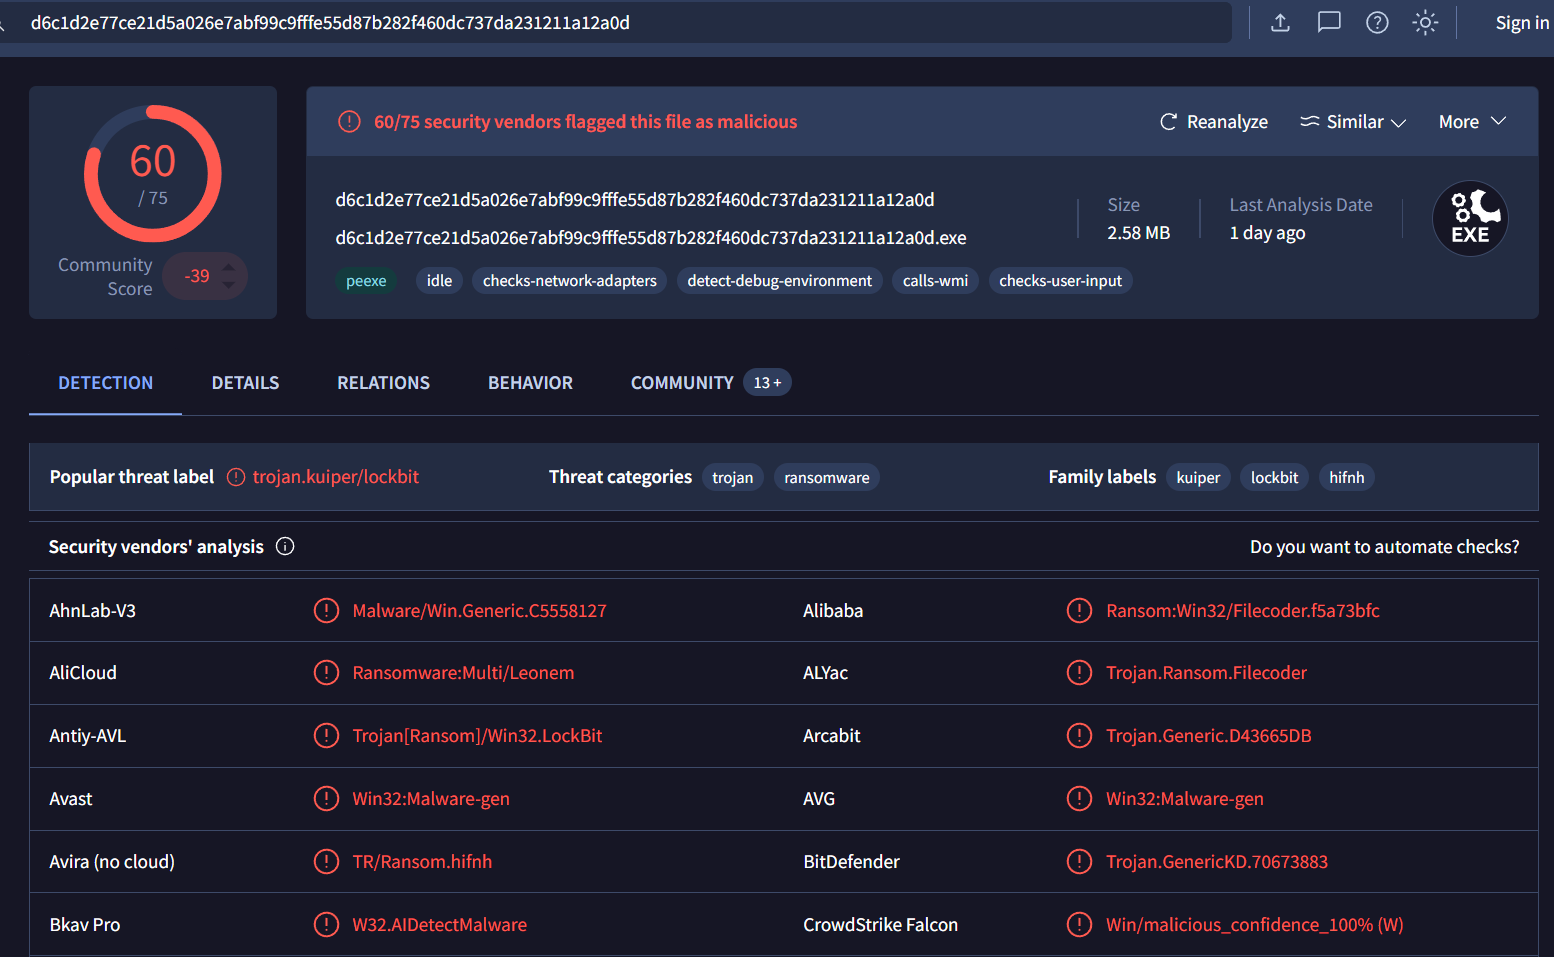 d6c1d2e77ce21d5a026e7abf99c9fffe55d87b282f460dc737da231211a12a0d
Sign in
60
/ 75
Community
Score
-39
60/75 security vendors flagged this file as malicious
Reanalyze
Similar
More
d6c1d2e77ce21d5a026e7abf99c9fffe55d87b282f460dc737da231211a12a0d
d6c1d2e77ce21d5a026e7abf99c9fffe55d87b282f460dc737da231211a12a0d.exe
peexe idle checks-network-adapters detect-debug-environment calls-wmi checks-user-input
Size
2.58 MB
Last Analysis Date
1 day ago
EXE
DETECTION DETAILS RELATIONS BEHAVIOR COMMUNITY 13 +
Popular threat label trojan.kuiper/lockbit Threat categories trojan ransomware Family labels kuiper lockbit hifnh
Security vendors' analysis Do you want to automate checks?
AhnLab-V3 Malware/Win.Generic.C5558127 Alibaba Ransom:Win32/Filecoder.f5a73bfc
AliCloud Ransomware:Multi/Leonem ALYac Trojan.Ransom.Filecoder
Antiy-AVL Trojan[Ransom]/Win32.LockBit Arcabit Trojan.Generic.D43665DB
Avast Win32:Malware-gen AVG Win32:Malware-gen
Avira (no cloud) TR/Ransom.hifnh BitDefender Trojan.GenericKD.70673883
Bkav Pro W32.AIDetectMalware CrowdStrike Falcon Win/malicious_confidence_100% (W)